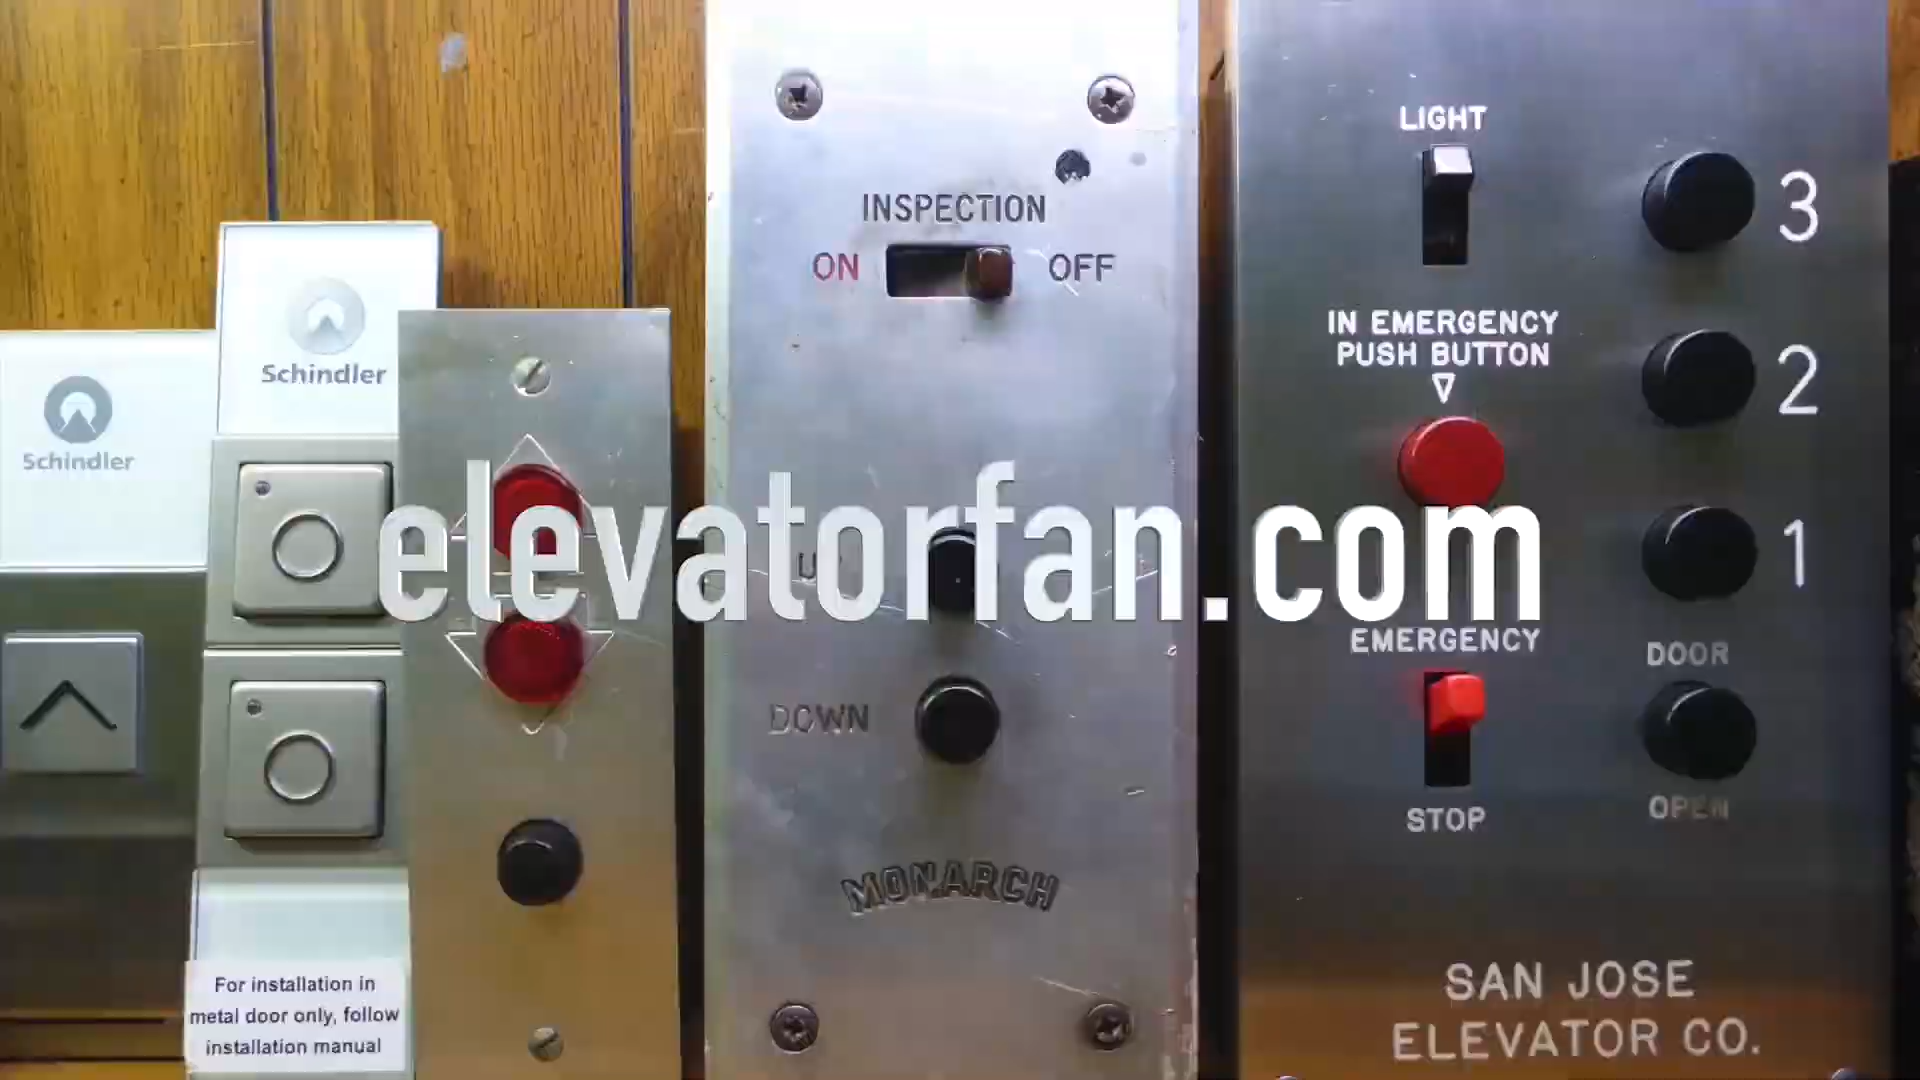 Schindler
Schindler
For installation in
metal door only, follow
installation manual
INSPECTION
ON OFF
UP
DOWN
MONARCH
elevatorfan.com
LIGHT
IN EMERGENCY
PUSH BUTTON
3
2
1
EMERGENCY
STOP
DOOR
OPEN
SAN JOSE
ELEVATOR CO.